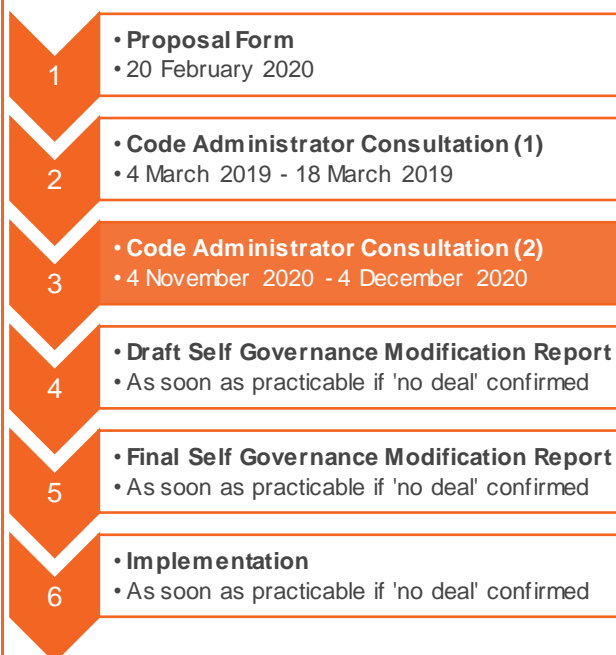 1
• Proposal Form
• 20 February 2020
2
• Code Administrator Consultation (1)
• 4 March 2019 - 18 March 2019
3
• Code Administrator Consultation (2)
• 4 November 2020 - 4 December 2020
4
• Draft Self Governance Modification Report
• As soon as practicable if 'no deal' confirmed
5
• Final Self Governance Modification Report
• As soon as practicable if 'no deal' confirmed
6
• Implementation
• As soon as practicable if 'no deal' confirmed